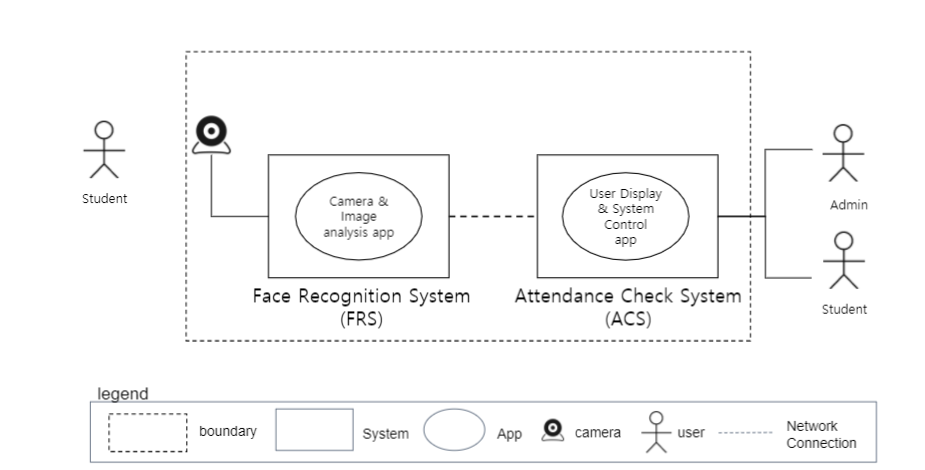 Student
Camera &
Image
analysis app
User Display
& System
Control
app
Admin
Student
Face Recognition System
(FRS)
Attendance Check System
(ACS)
legend
boundary
System
App
camera
user
Network
Connection